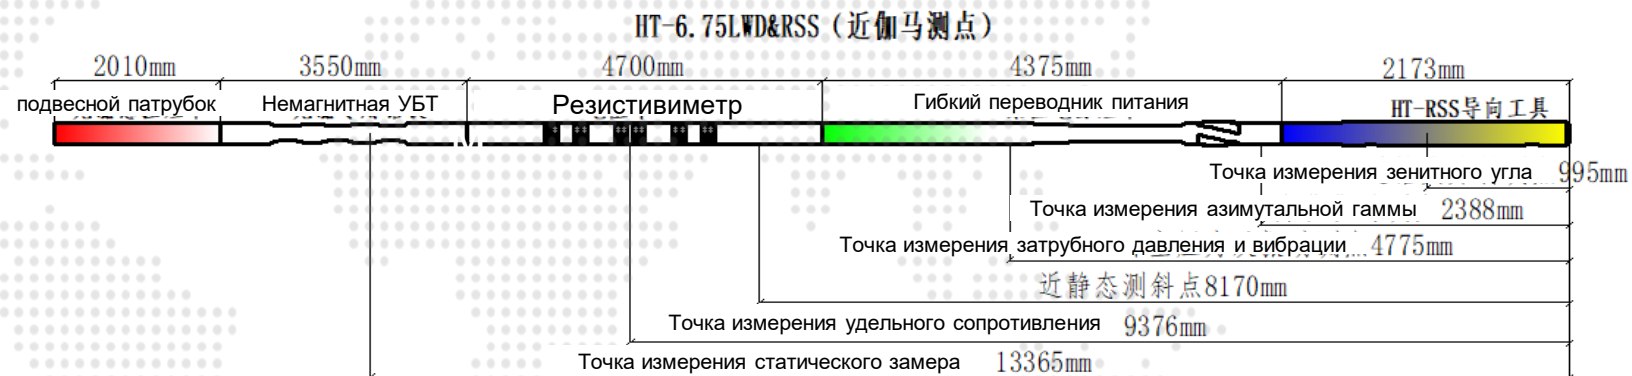 HT-6.75LWD&RSS（近伽马测点）
2010mm 3550mm 4700mm 4375mm 2173mm
подвесной патрубок Немагнитная УБТ Резистивиметр Гибкий переводник питания HT-RSS导向工具
Точка измерения зенитного угла 995mm
Точка измерения азимутальной гаммы 2388mm
Точка измерения затрубного давления и вибрации 4775mm
近静态测斜点8170mm
Точка измерения удельного сопротивления 9376mm
Точка измерения статического замера 13365mm